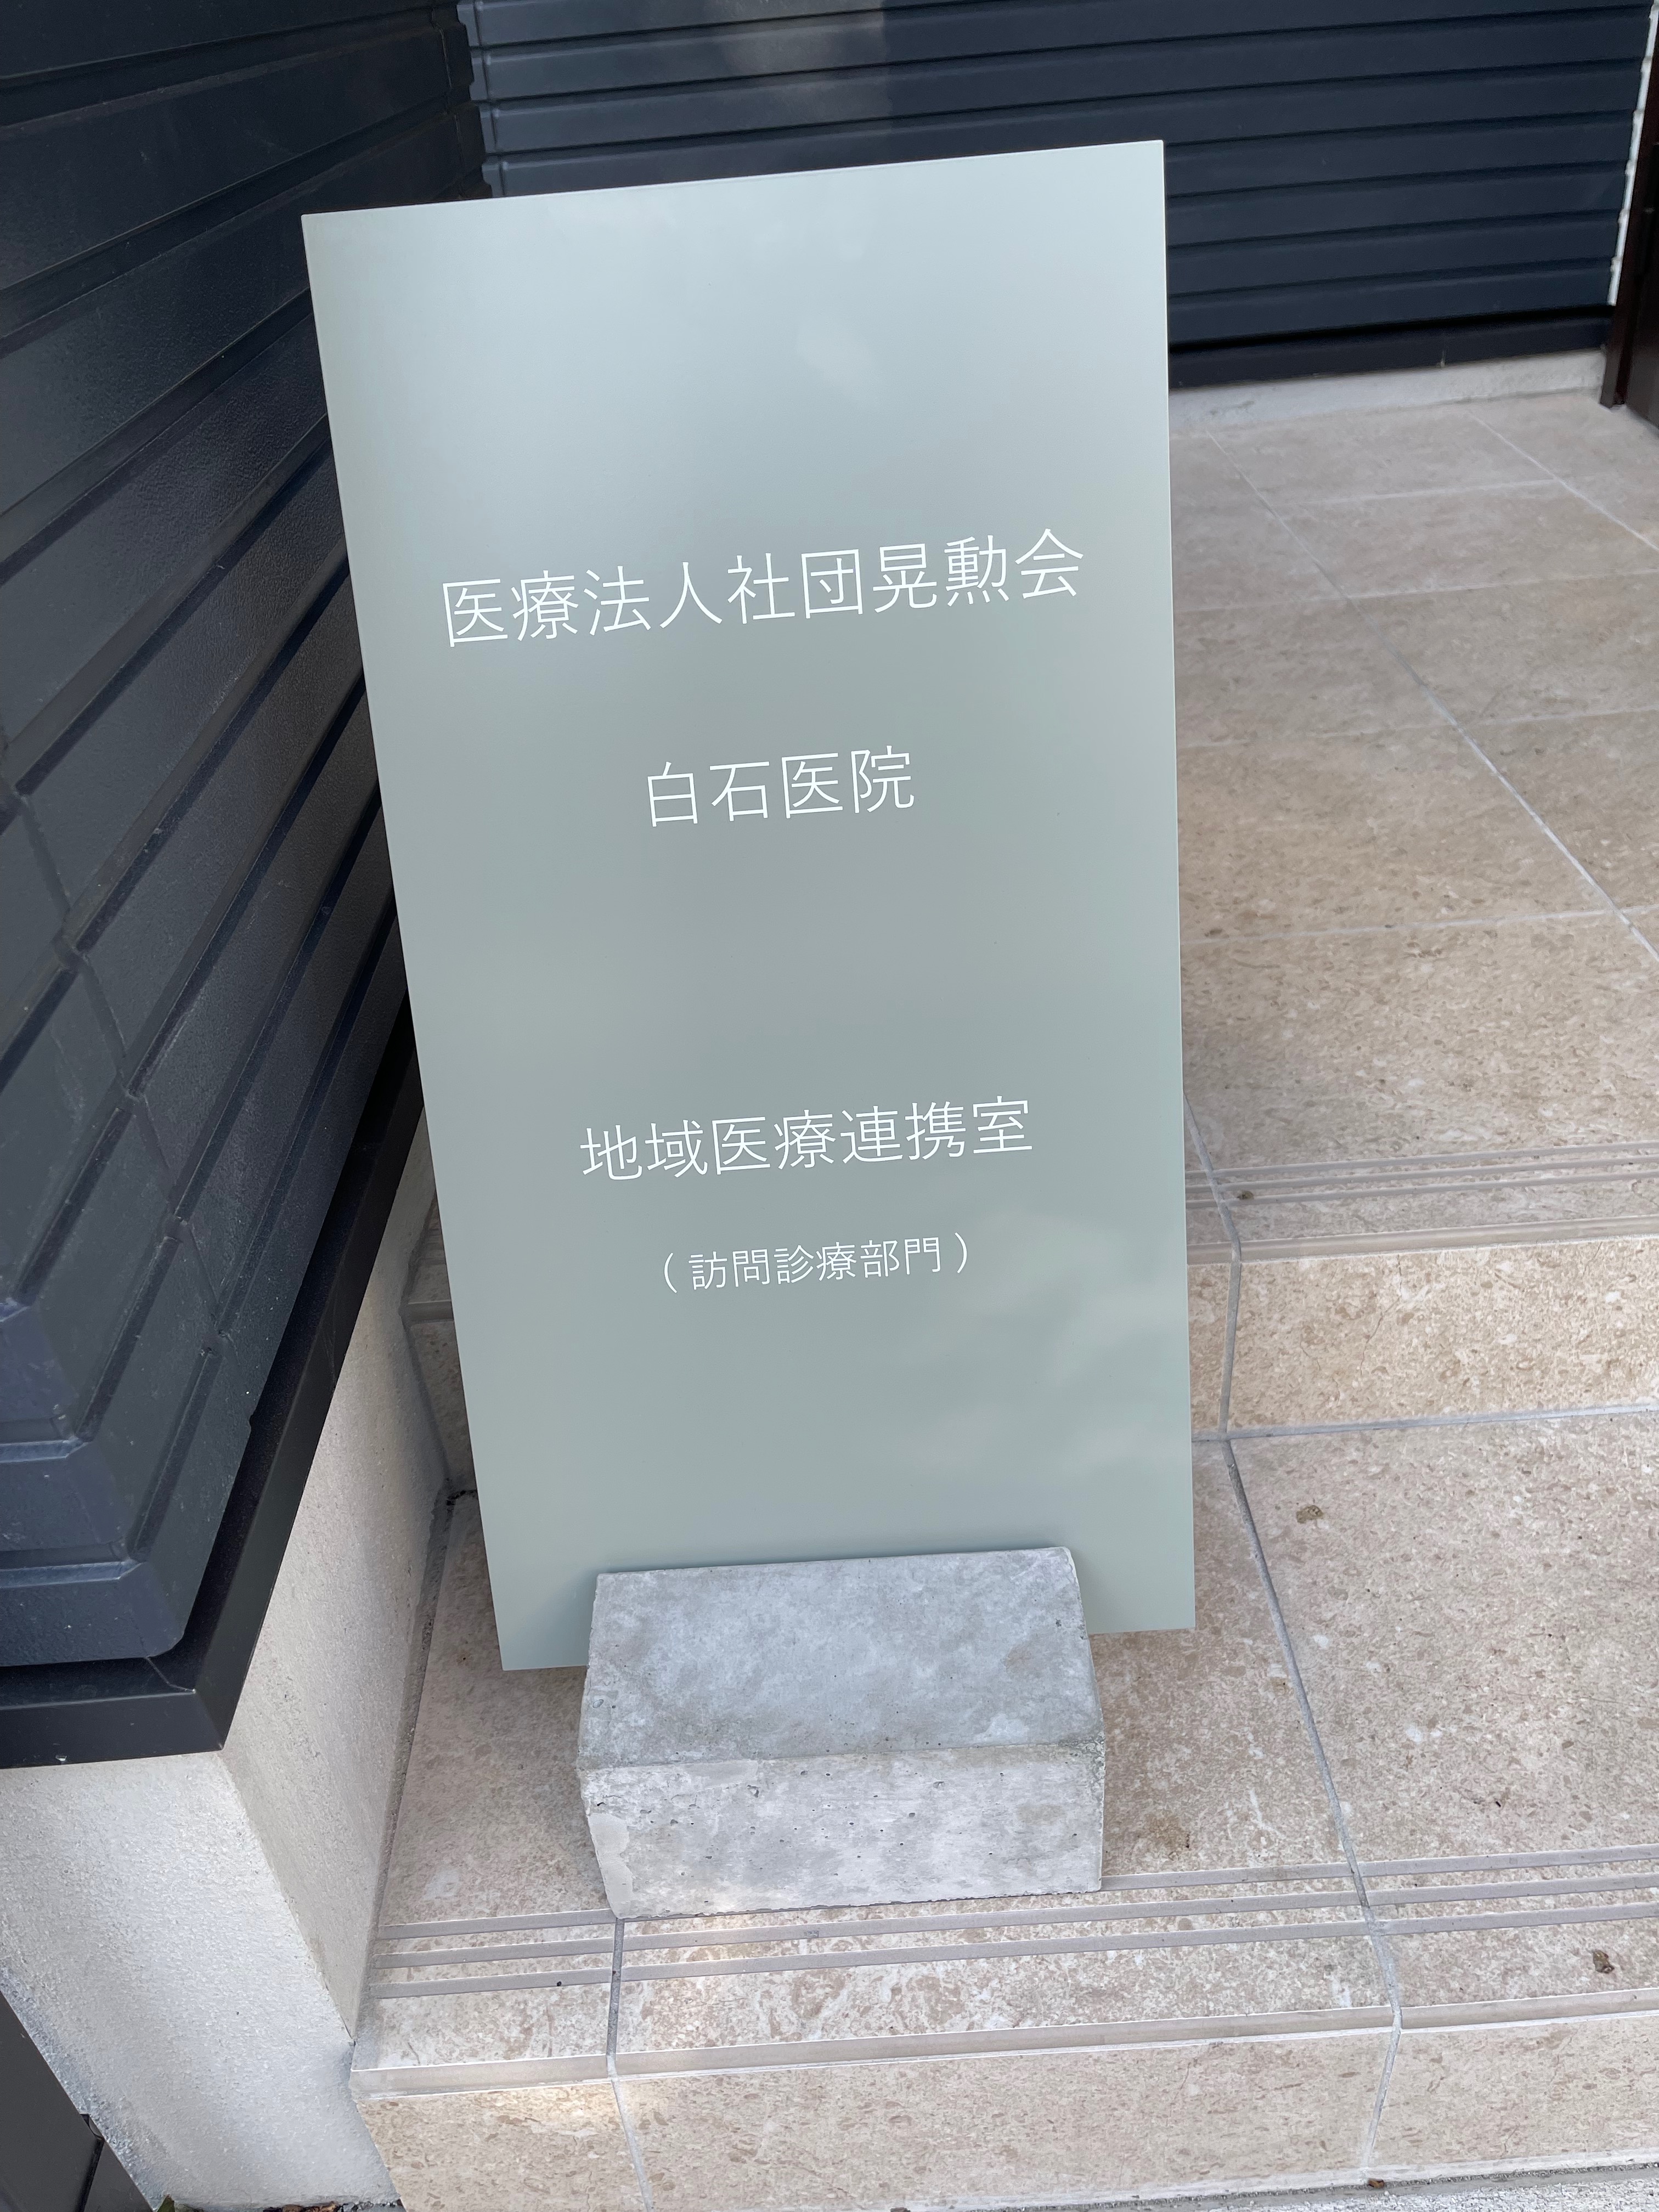 医療法人社団晃勲会
白石医院
地域医療連携室
（訪問診療部門）